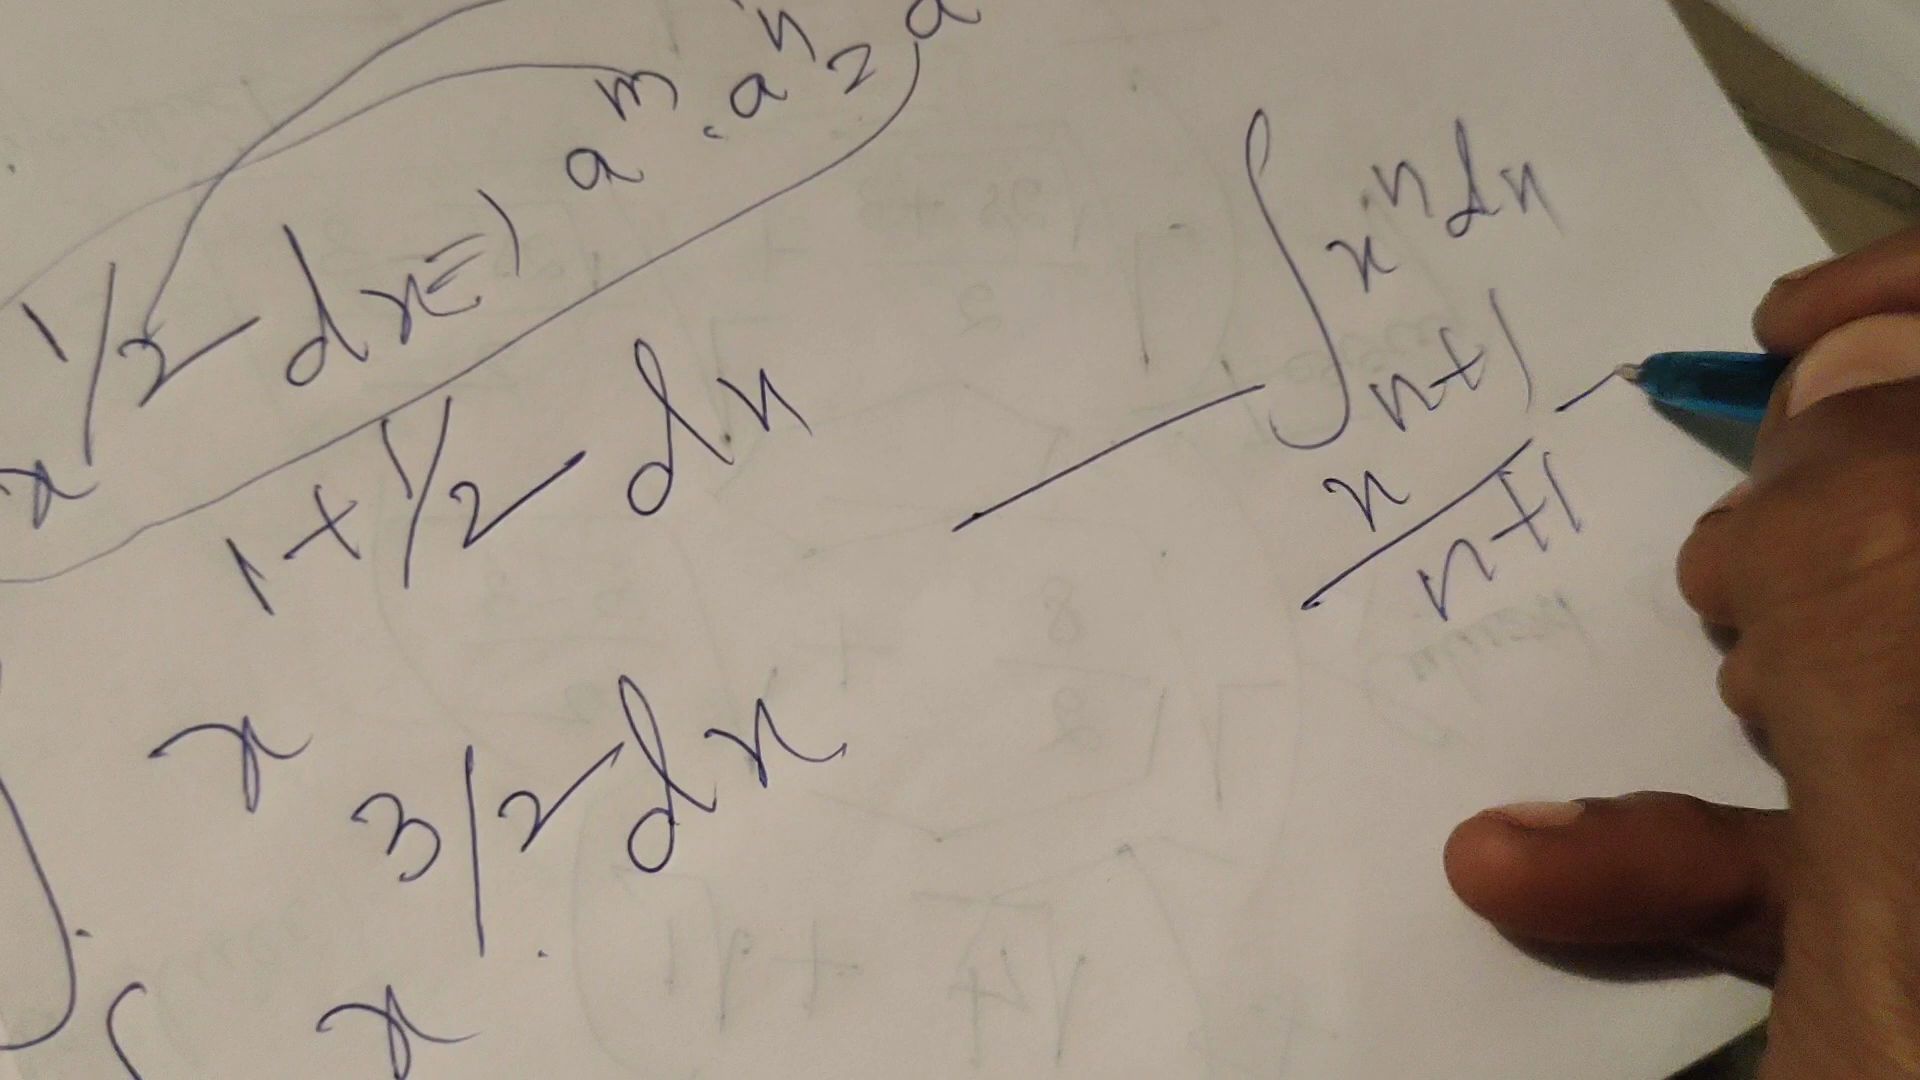 x^1/2 dx =) a^m . a^n = a
1+1/2 dx
x^3/2 dx
x
∫ x^n dx
x^n+1
n+1